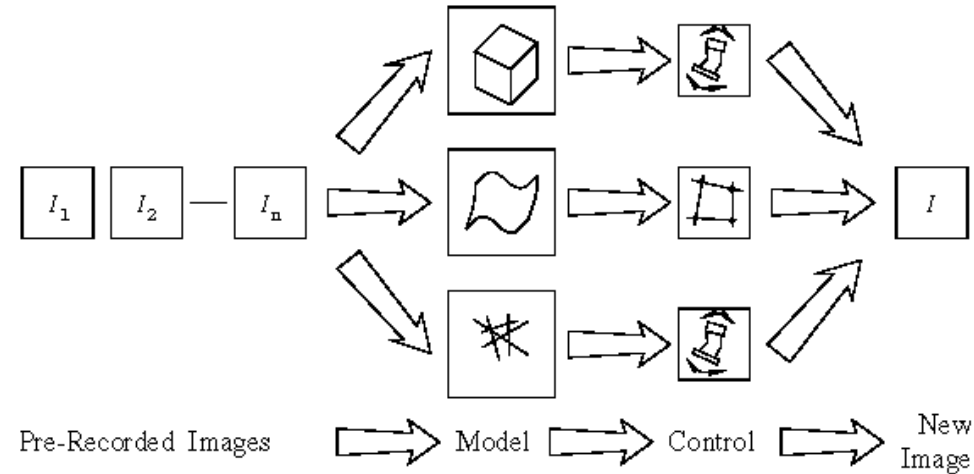 I₁ I₂ — Iₙ I
Pre-Recorded Images Model Control New
Image